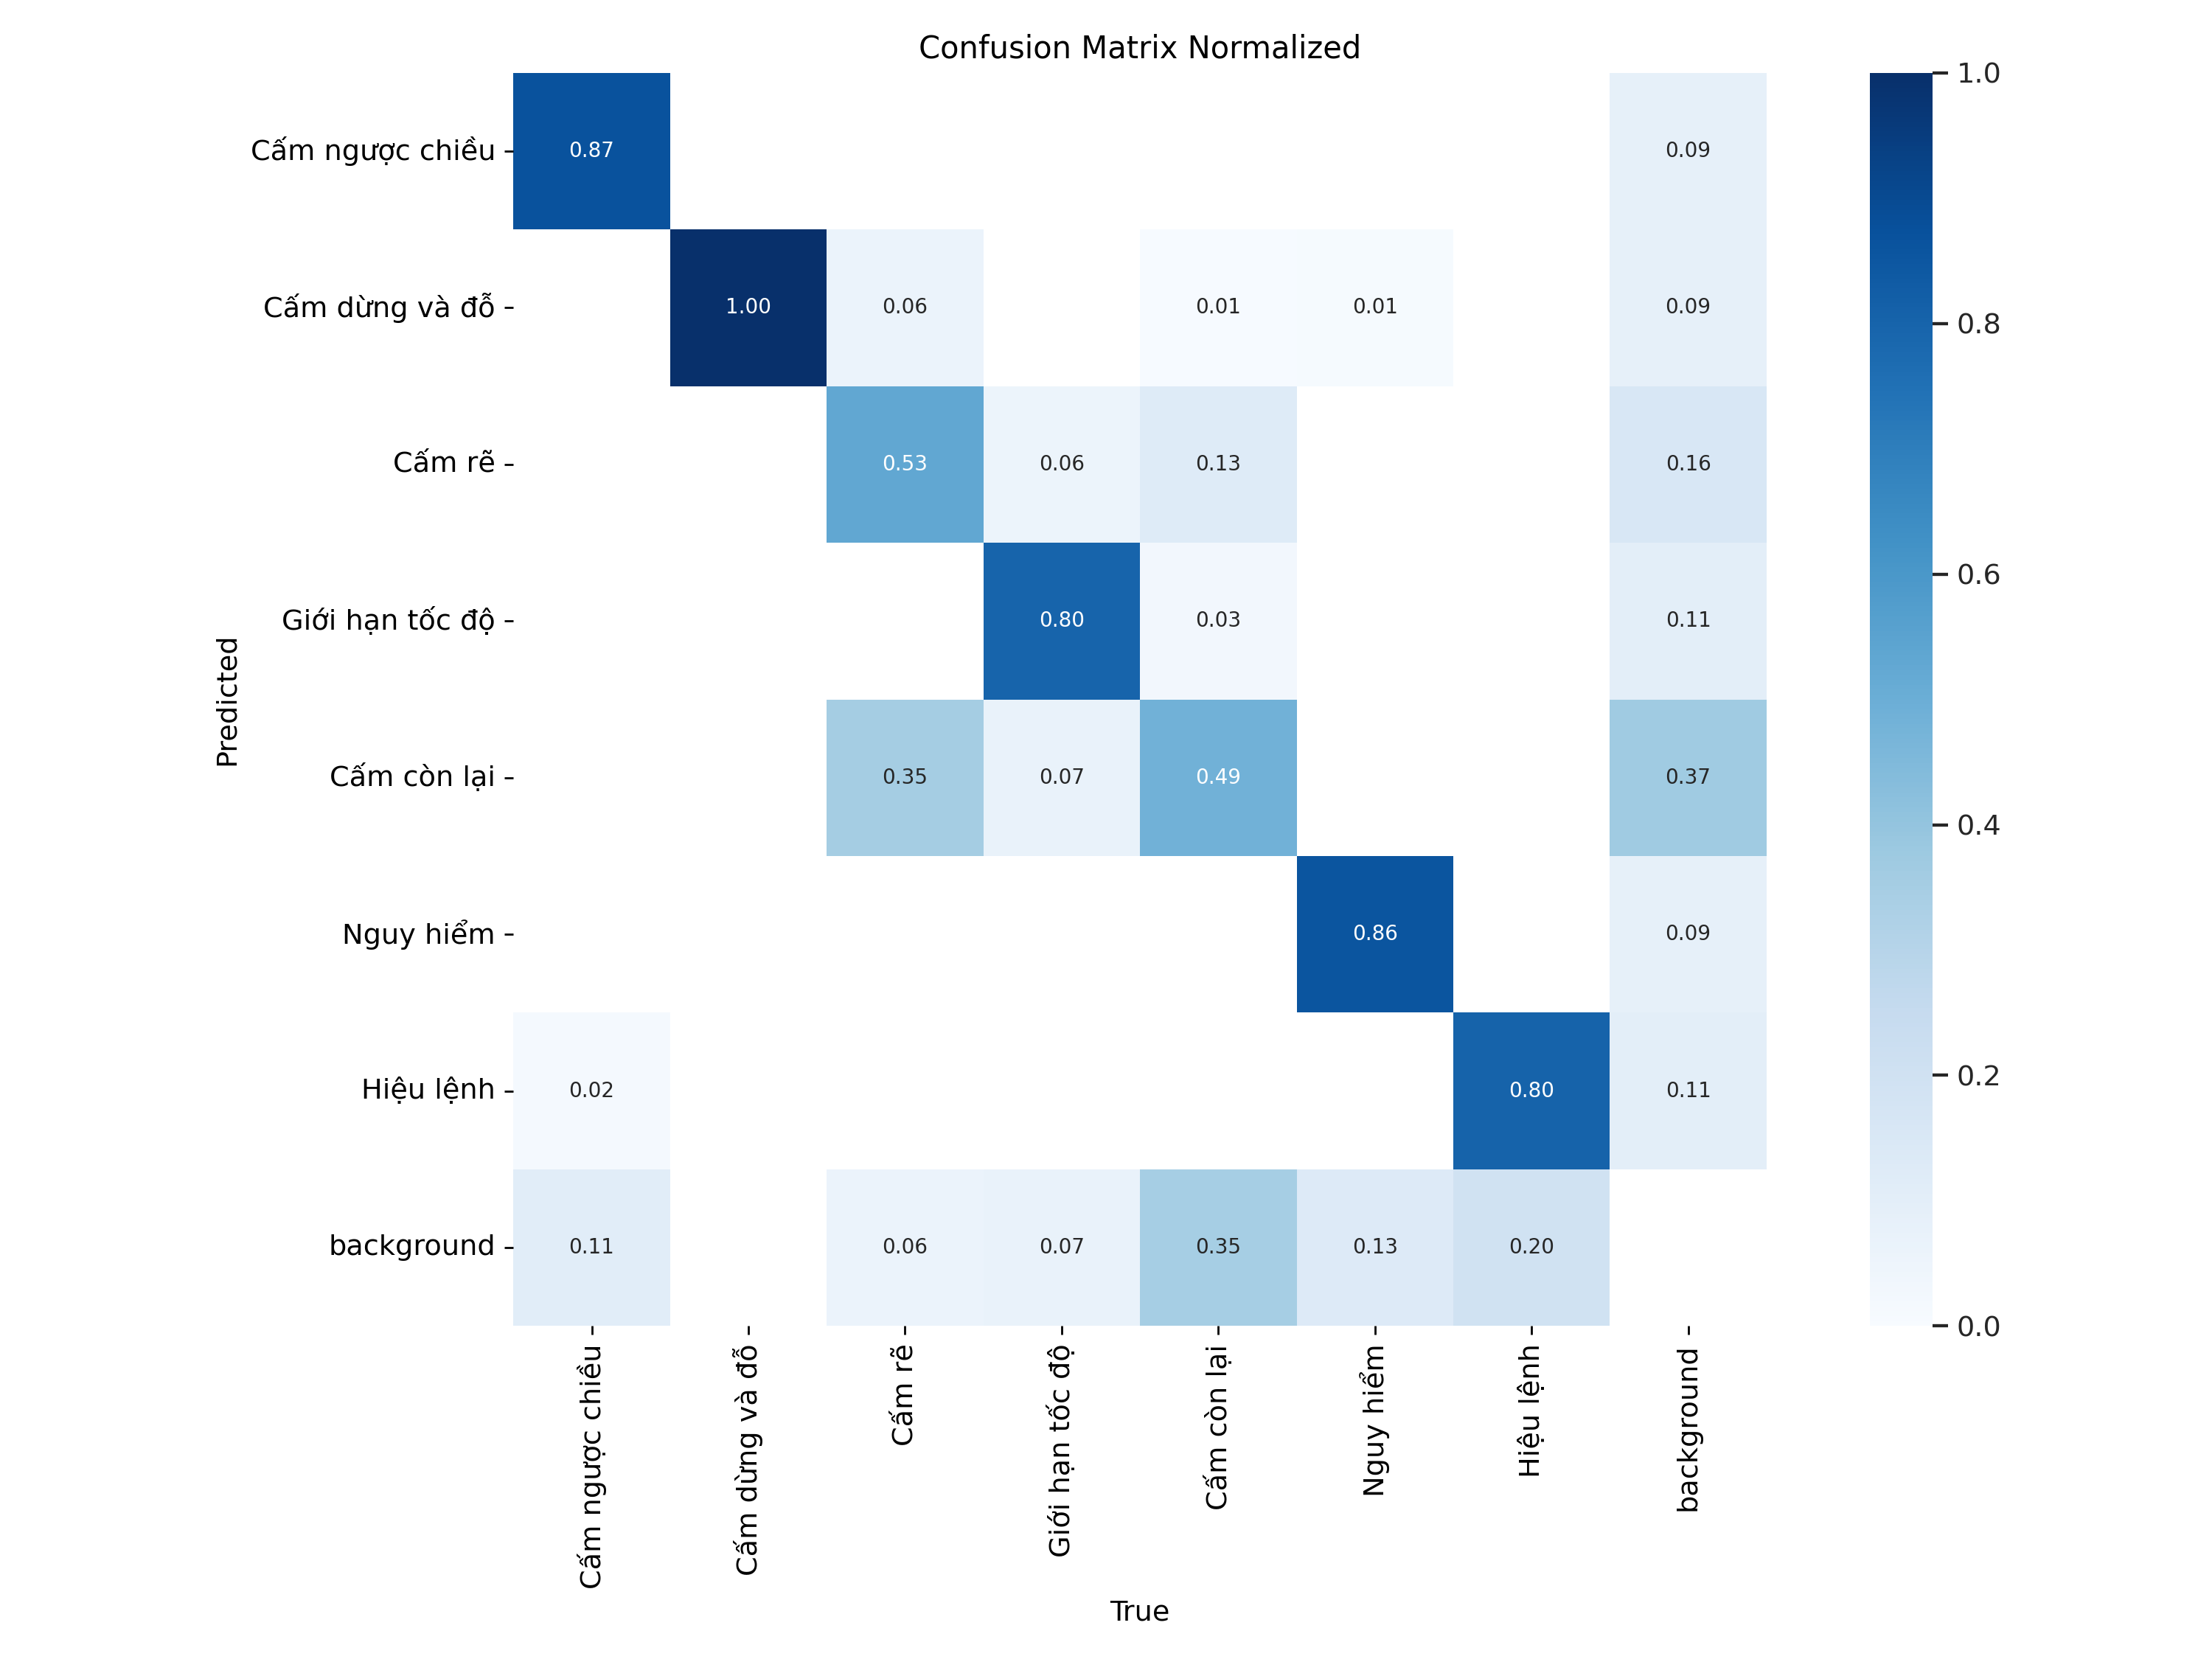 Confusion Matrix Normalized
Cấm ngược chiều 0.87 0.09
Cấm dừng và đỗ 1.00 0.06 0.01 0.01 0.09
Cấm rẽ 0.53 0.06 0.13 0.16
Giới hạn tốc độ 0.80 0.03 0.11
Cấm còn lại 0.35 0.07 0.49 0.37
Nguy hiểm 0.86 0.09
Hiệu lệnh 0.02 0.80 0.11
background 0.11 0.06 0.07 0.35 0.13 0.20
Predicted
Cấm ngược chiều
Cấm dừng và đỗ
Cấm rẽ
Giới hạn tốc độ
Cấm còn lại
Nguy hiểm
Hiệu lệnh
background
True
1.0
0.8
0.6
0.4
0.2
0.0